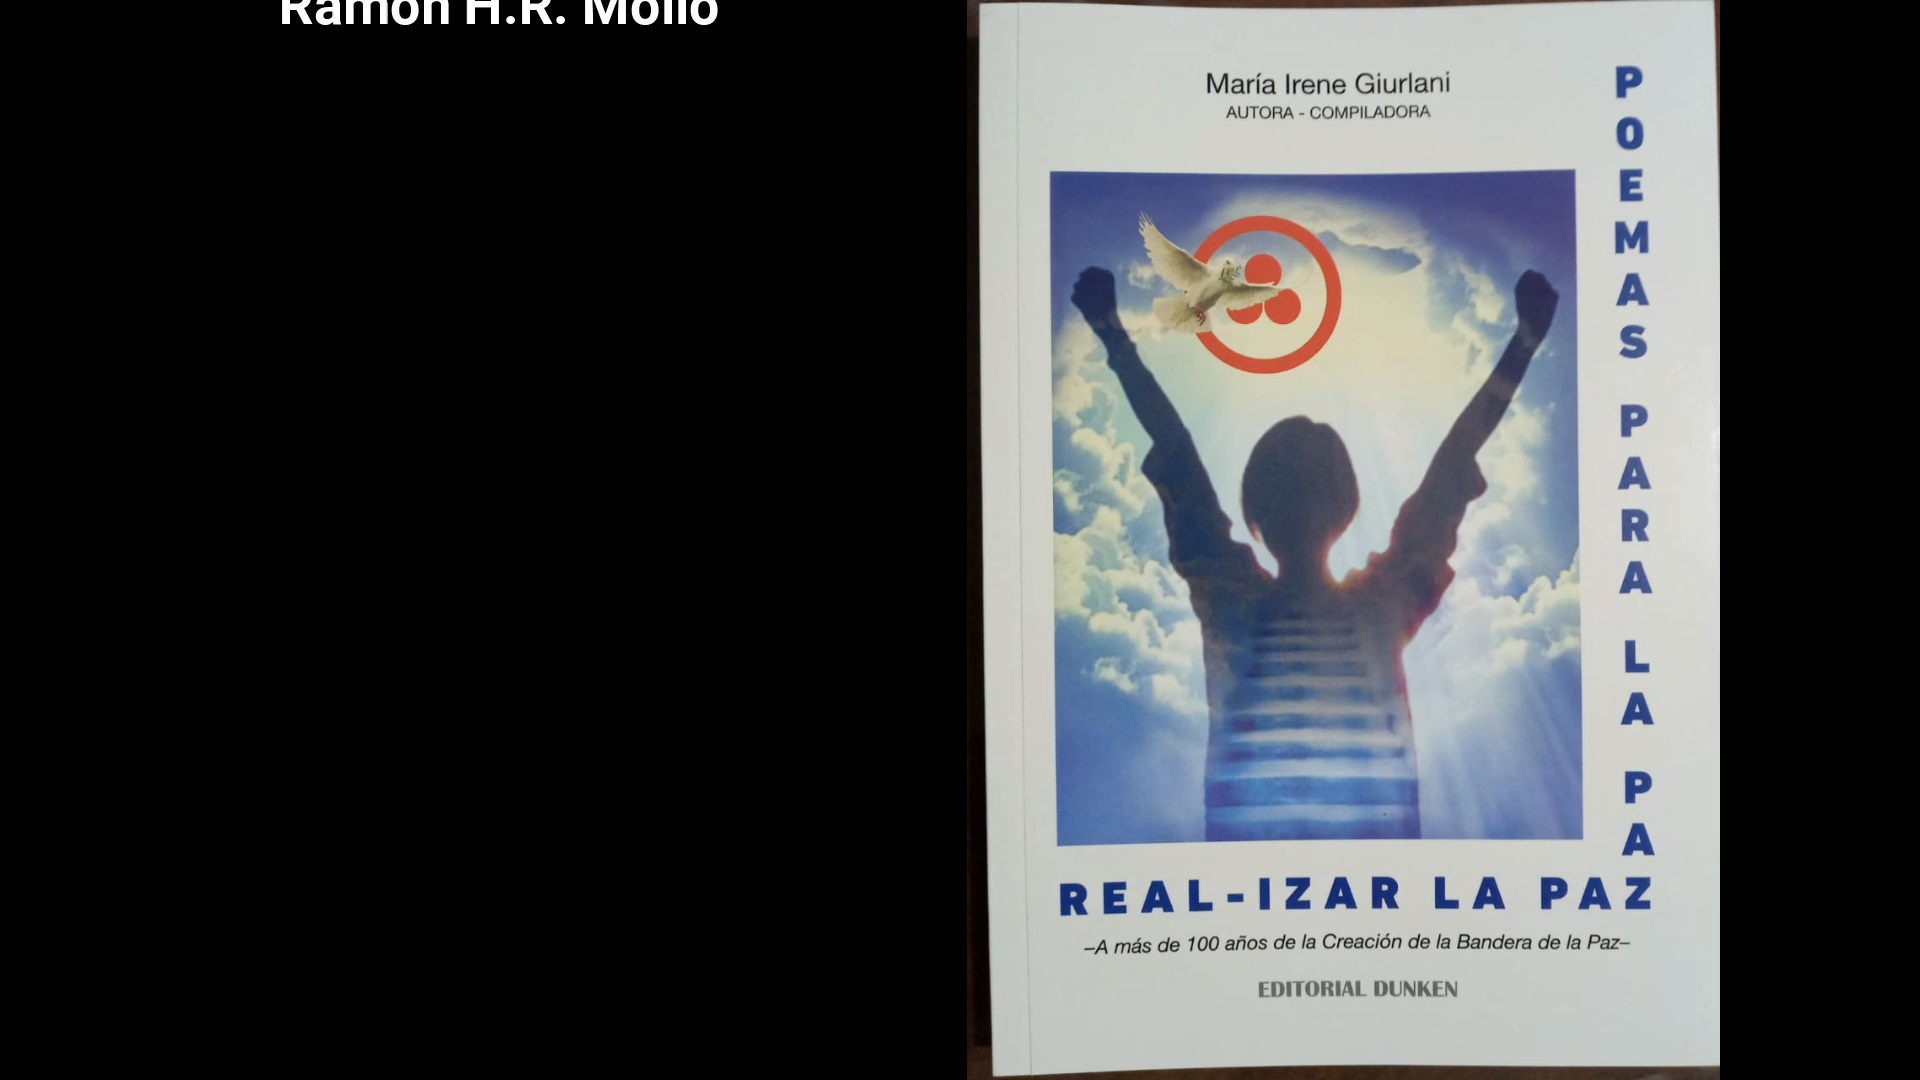 Ramón H.R. Mollo
María Irene Giurlani
AUTORA - COMPILADORA
POEMAS PARA LA PAZ
REAL-IZAR LA PAZ
–A más de 100 años de la Creación de la Bandera de la Paz–
EDITORIAL DUNKEN